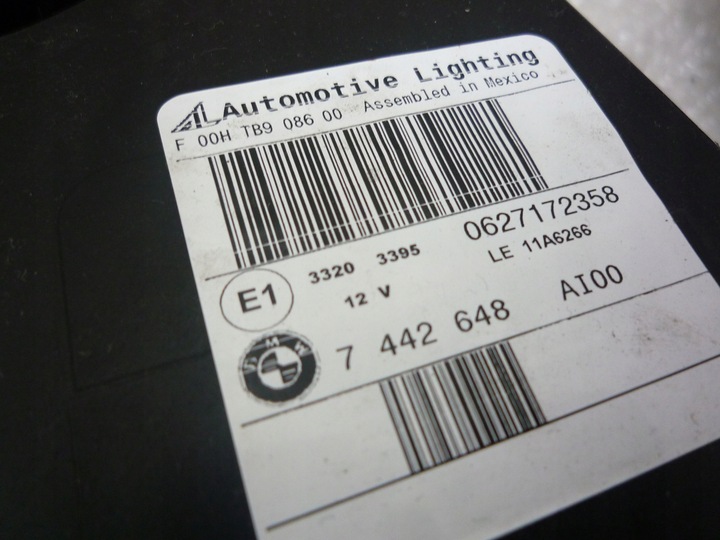 AL Automotive Lighting
F 00H TB9 086 00 Assembled in Mexico
0627172358
3320 3395
LE 11A6266
E1
12 V
AI00
BMW
7 442 648